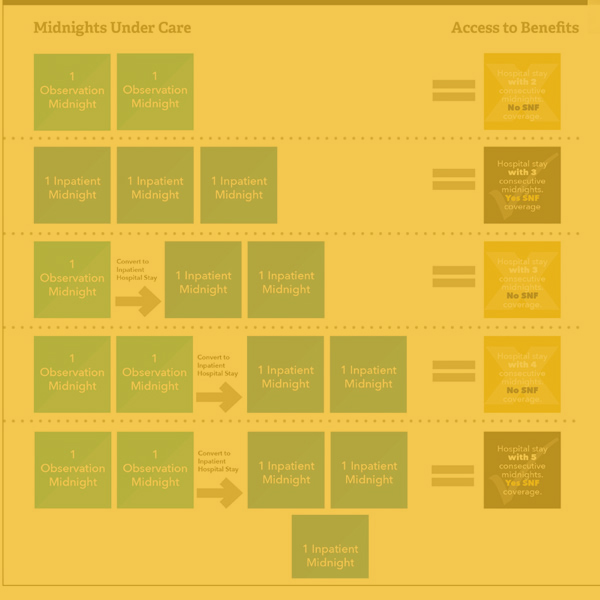 Midnights Under Care
Access to Benefits
1
Observation
Midnight
1
Observation
Midnight
Hospital stay
with 2
consecutive
midnights.
No SNF
coverage.
1 Inpatient
Midnight
1 Inpatient
Midnight
1 Inpatient
Midnight
Hospital stay
with 3
consecutive
midnights.
Yes SNF
coverage
1
Observation
Midnight
Convert to
Inpatient
Hospital Stay
1 Inpatient
Midnight
1 Inpatient
Midnight
Hospital stay
with 3
consecutive
midnights.
No SNF
coverage.
1
Observation
Midnight
1
Observation
Midnight
Convert to
Inpatient
Hospital Stay
1 Inpatient
Midnight
1 Inpatient
Midnight
Hospital stay
with 4
consecutive
midnights.
No SNF
coverage.
1
Observation
Midnight
1
Observation
Midnight
Convert to
Inpatient
Hospital Stay
1 Inpatient
Midnight
1 Inpatient
Midnight
Hospital stay
with 5
consecutive
midnights.
Yes SNF
coverage.
1 Inpatient
Midnight